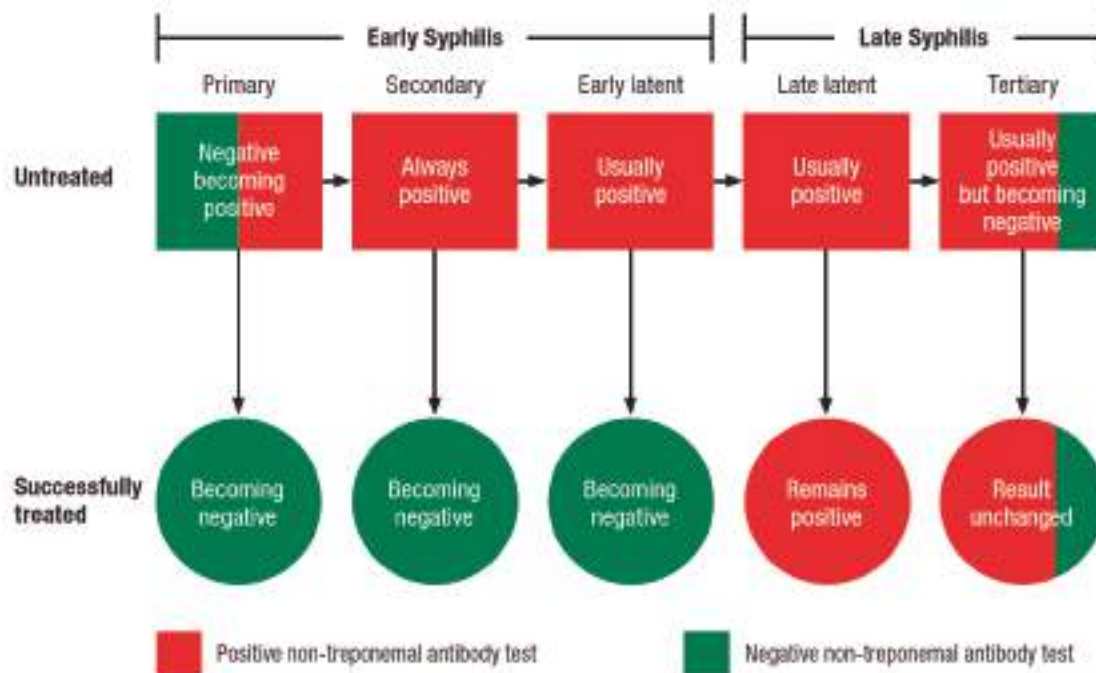 Early Syphilis
Late Syphilis
Primary
Secondary
Early latent
Late latent
Tertiary
Untreated
Negative
becoming
positive
Always
positive
Usually
positive
Usually
positive
Usually
positive
but becoming
negative
Successfully
treated
Becoming
negative
Becoming
negative
Becoming
negative
Remains
positive
Result
unchanged
Positive non-treponemal antibody test
Negative non-treponemal antibody test